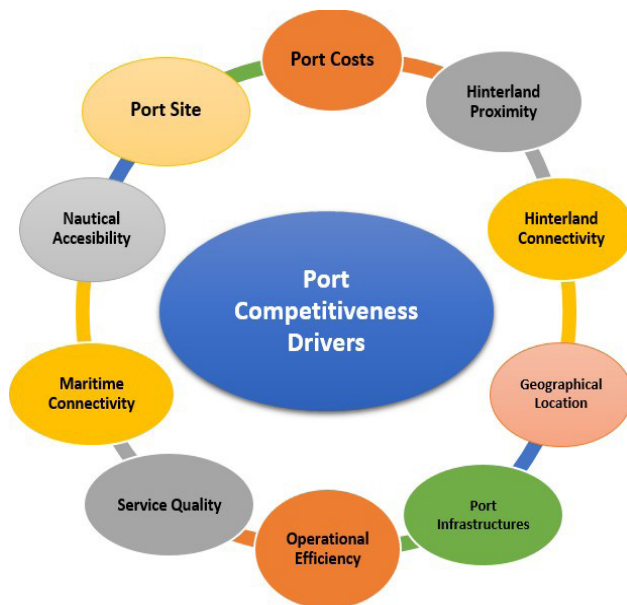 Port Costs
Hinterland
Proximity
Hinterland
Connectivity
Geographical
Location
Port
Infrastructures
Operational
Efficiency
Service Quality
Maritime
Connectivity
Nautical
Accesibility
Port Site
Port
Competitiveness
Drivers